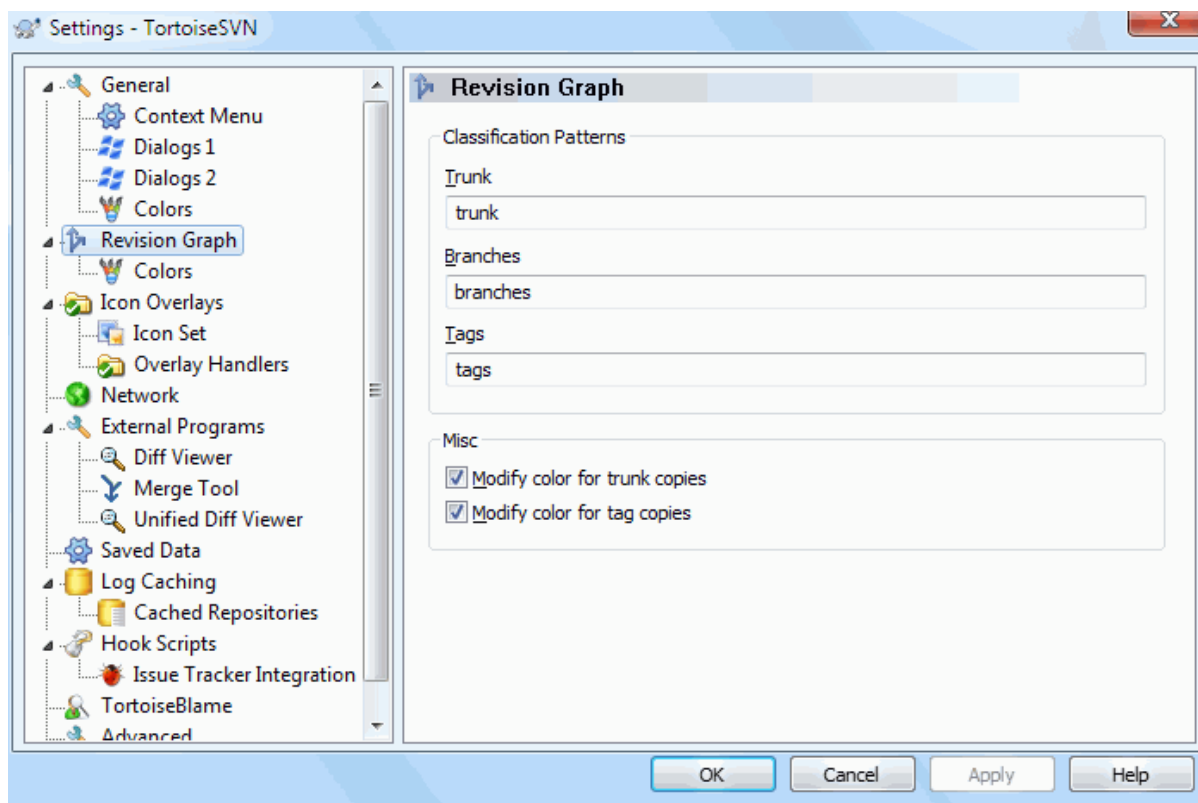 Settings - TortoiseSVN
General
Context Menu
Dialogs 1
Dialogs 2
Colors
Revision Graph
Colors
Icon Overlays
Icon Set
Overlay Handlers
Network
External Programs
Diff Viewer
Merge Tool
Unified Diff Viewer
Saved Data
Log Caching
Cached Repositories
Hook Scripts
Issue Tracker Integration
TortoiseBlame
Advanced
Revision Graph
Classification Patterns
Trunk
trunk
Branches
branches
Tags
tags
Misc
Modify color for trunk copies
Modify color for tag copies
OK
Cancel
Apply
Help